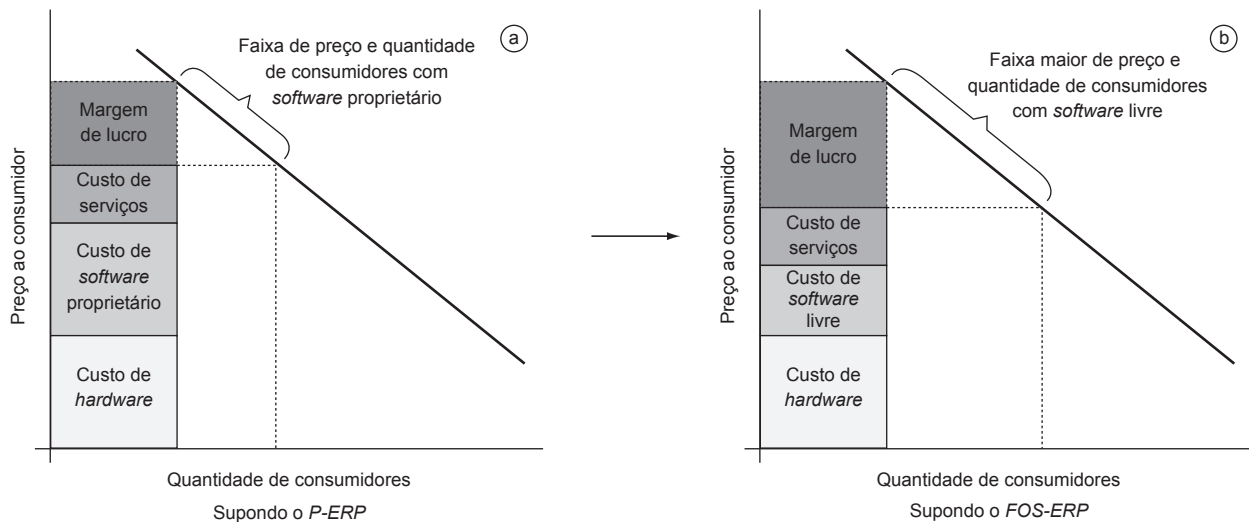 Preço ao consumidor
Faixa de preço e quantidade
de consumidores com
software proprietário
a
Margem
de lucro
Custo de
serviços
Custo de
software
proprietário
Custo de
hardware
Quantidade de consumidores
Supondo o P-ERP
Preço ao consumidor
Faixa maior de preço e
quantidade de consumidores
com software livre
b
Margem
de lucro
Custo de
serviços
Custo de
software
livre
Custo de
hardware
Quantidade de consumidores
Supondo o FOS-ERP